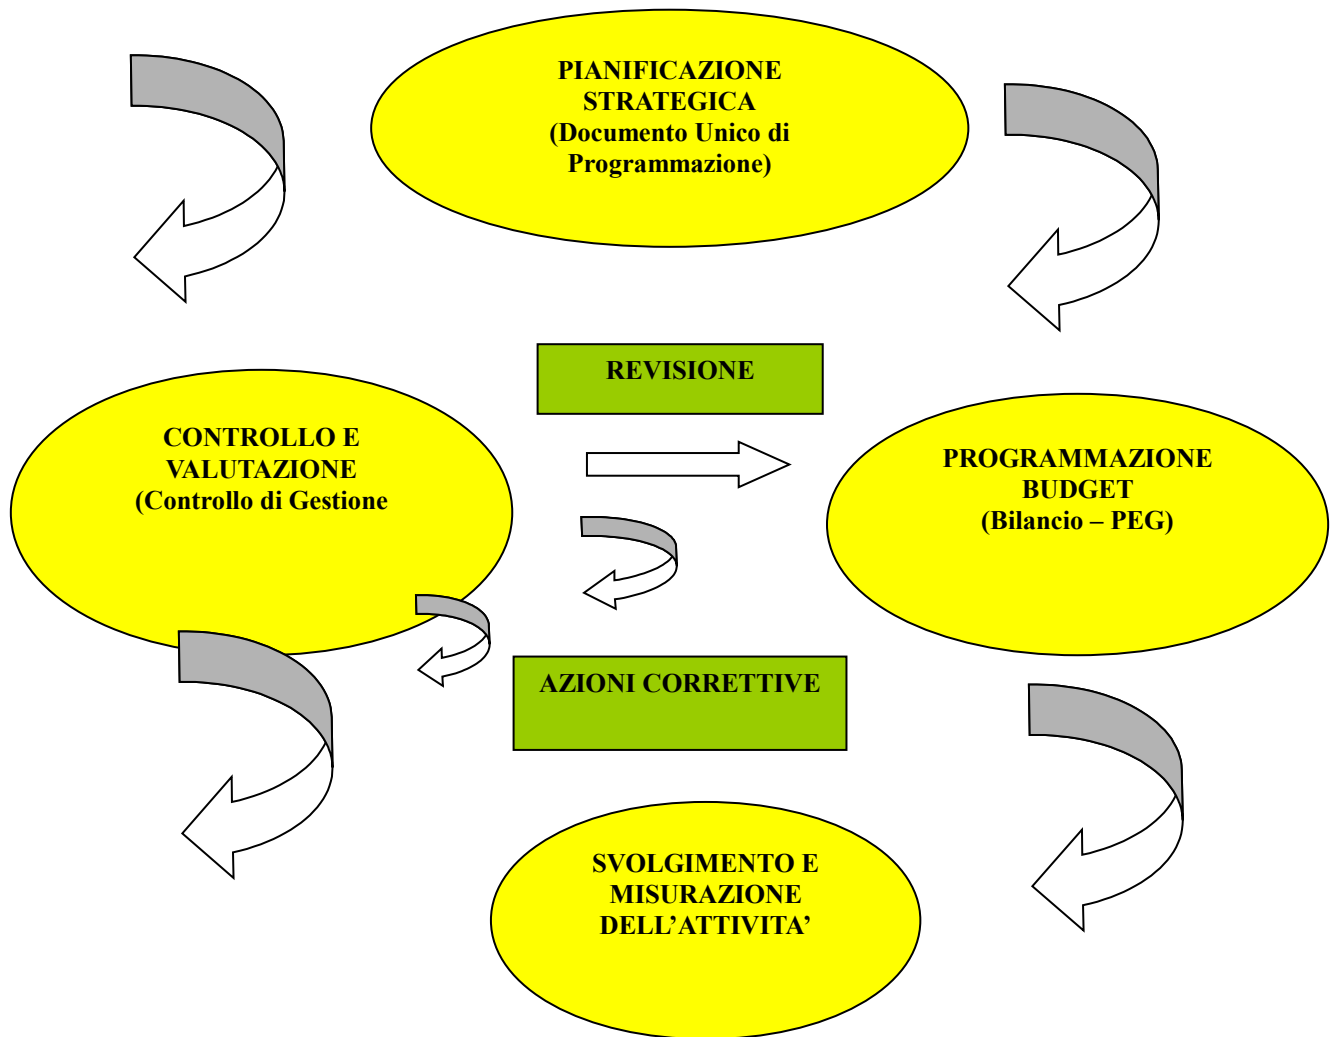 PIANIFICAZIONE
STRATEGICA
(Documento Unico di
Programmazione)
REVISIONE
CONTROLLO E
VALUTAZIONE
(Controllo di Gestione
PROGRAMMAZIONE
BUDGET
(Bilancio – PEG)
AZIONI CORRETTIVE
SVOLGIMENTO E
MISURAZIONE
DELL’ATTIVITA’